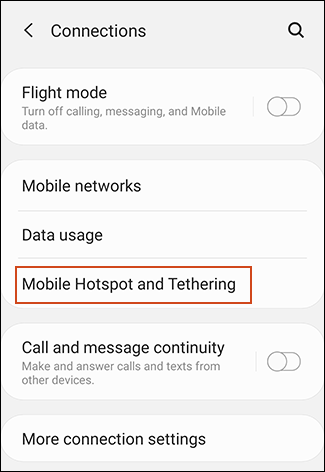 Connections
Flight mode
Turn off calling, messaging, and Mobile
data.
Mobile networks
Data usage
Mobile Hotspot and Tethering
Call and message continuity
Make and answer calls and texts from
other devices.
More connection settings